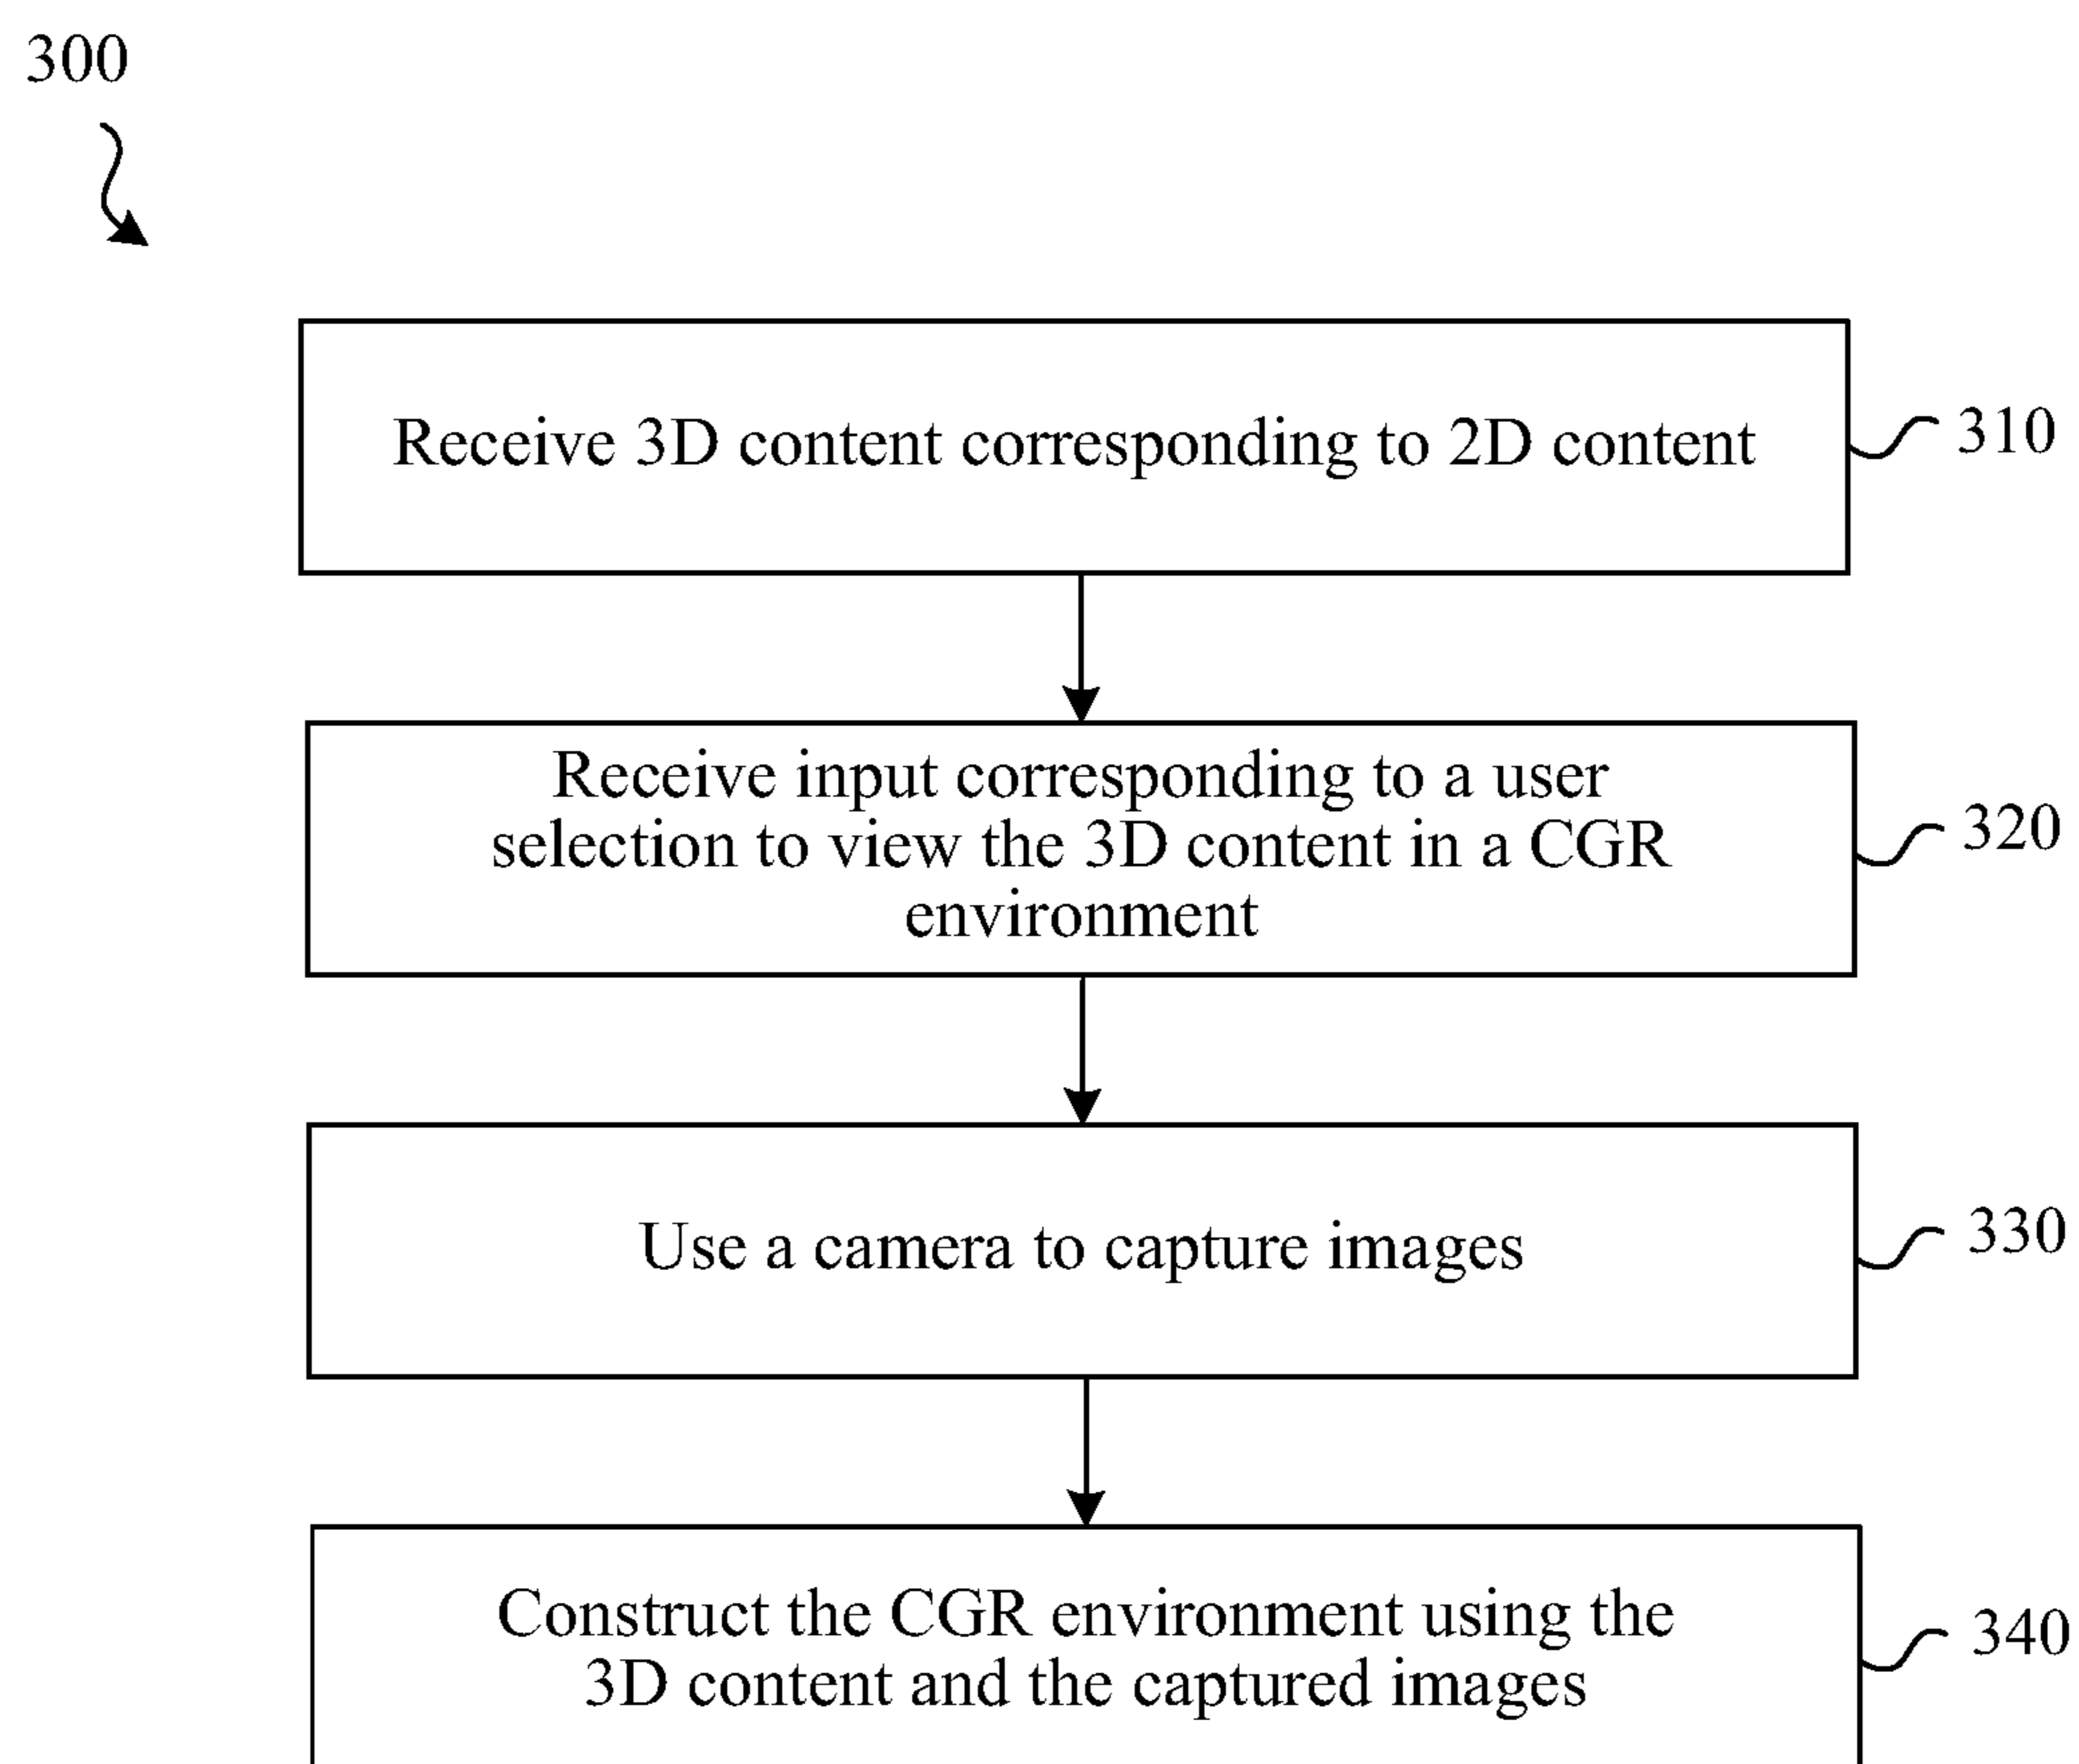 300
Receive 3D content corresponding to 2D content
310
Receive input corresponding to a user
selection to view the 3D content in a CGR
environment
320
Use a camera to capture images
330
Construct the CGR environment using the
3D content and the captured images
340